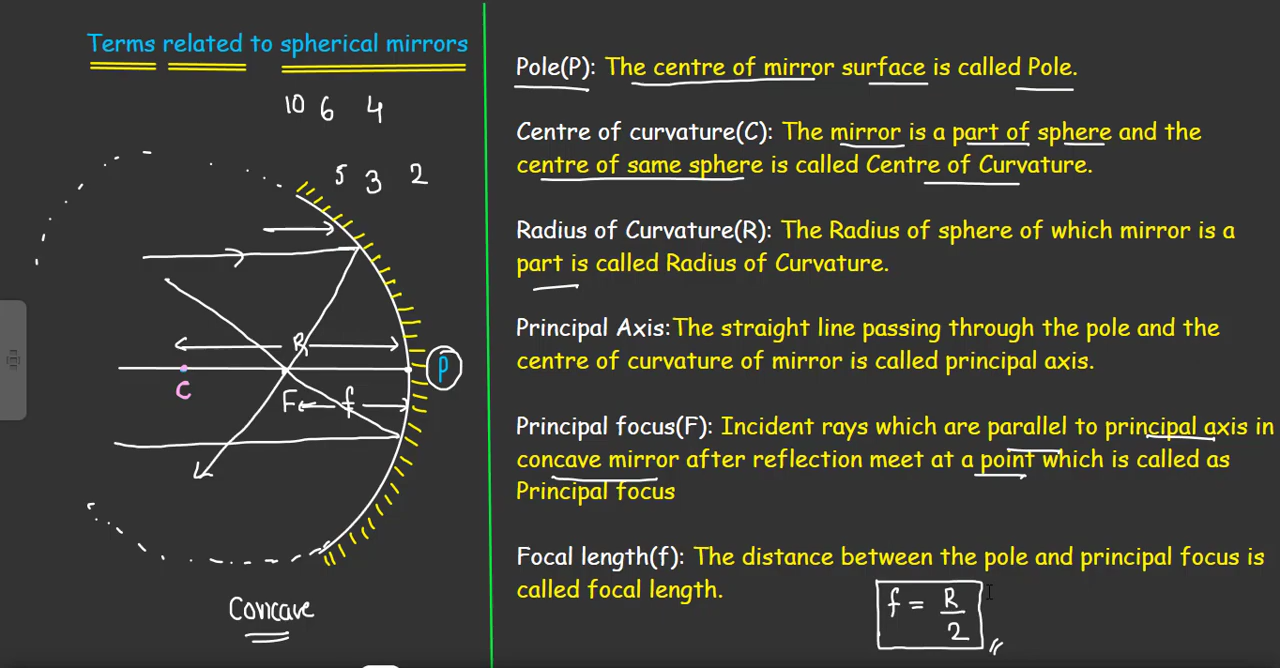 Terms related to spherical mirrors
10 6 4
5 3 2
R
P
C
F f
Concave
Pole(P): The centre of mirror surface is called Pole.
Centre of curvature(C): The mirror is a part of sphere and the
centre of same sphere is called Centre of Curvature.
Radius of Curvature(R): The Radius of sphere of which mirror is a
part is called Radius of Curvature.
Principal Axis:The straight line passing through the pole and the
centre of curvature of mirror is called principal axis.
Principal focus(F): Incident rays which are parallel to principal axis in
concave mirror after reflection meet at a point which is called as
Principal focus
Focal length(f): The distance between the pole and principal focus is
called focal length.
f = R/2